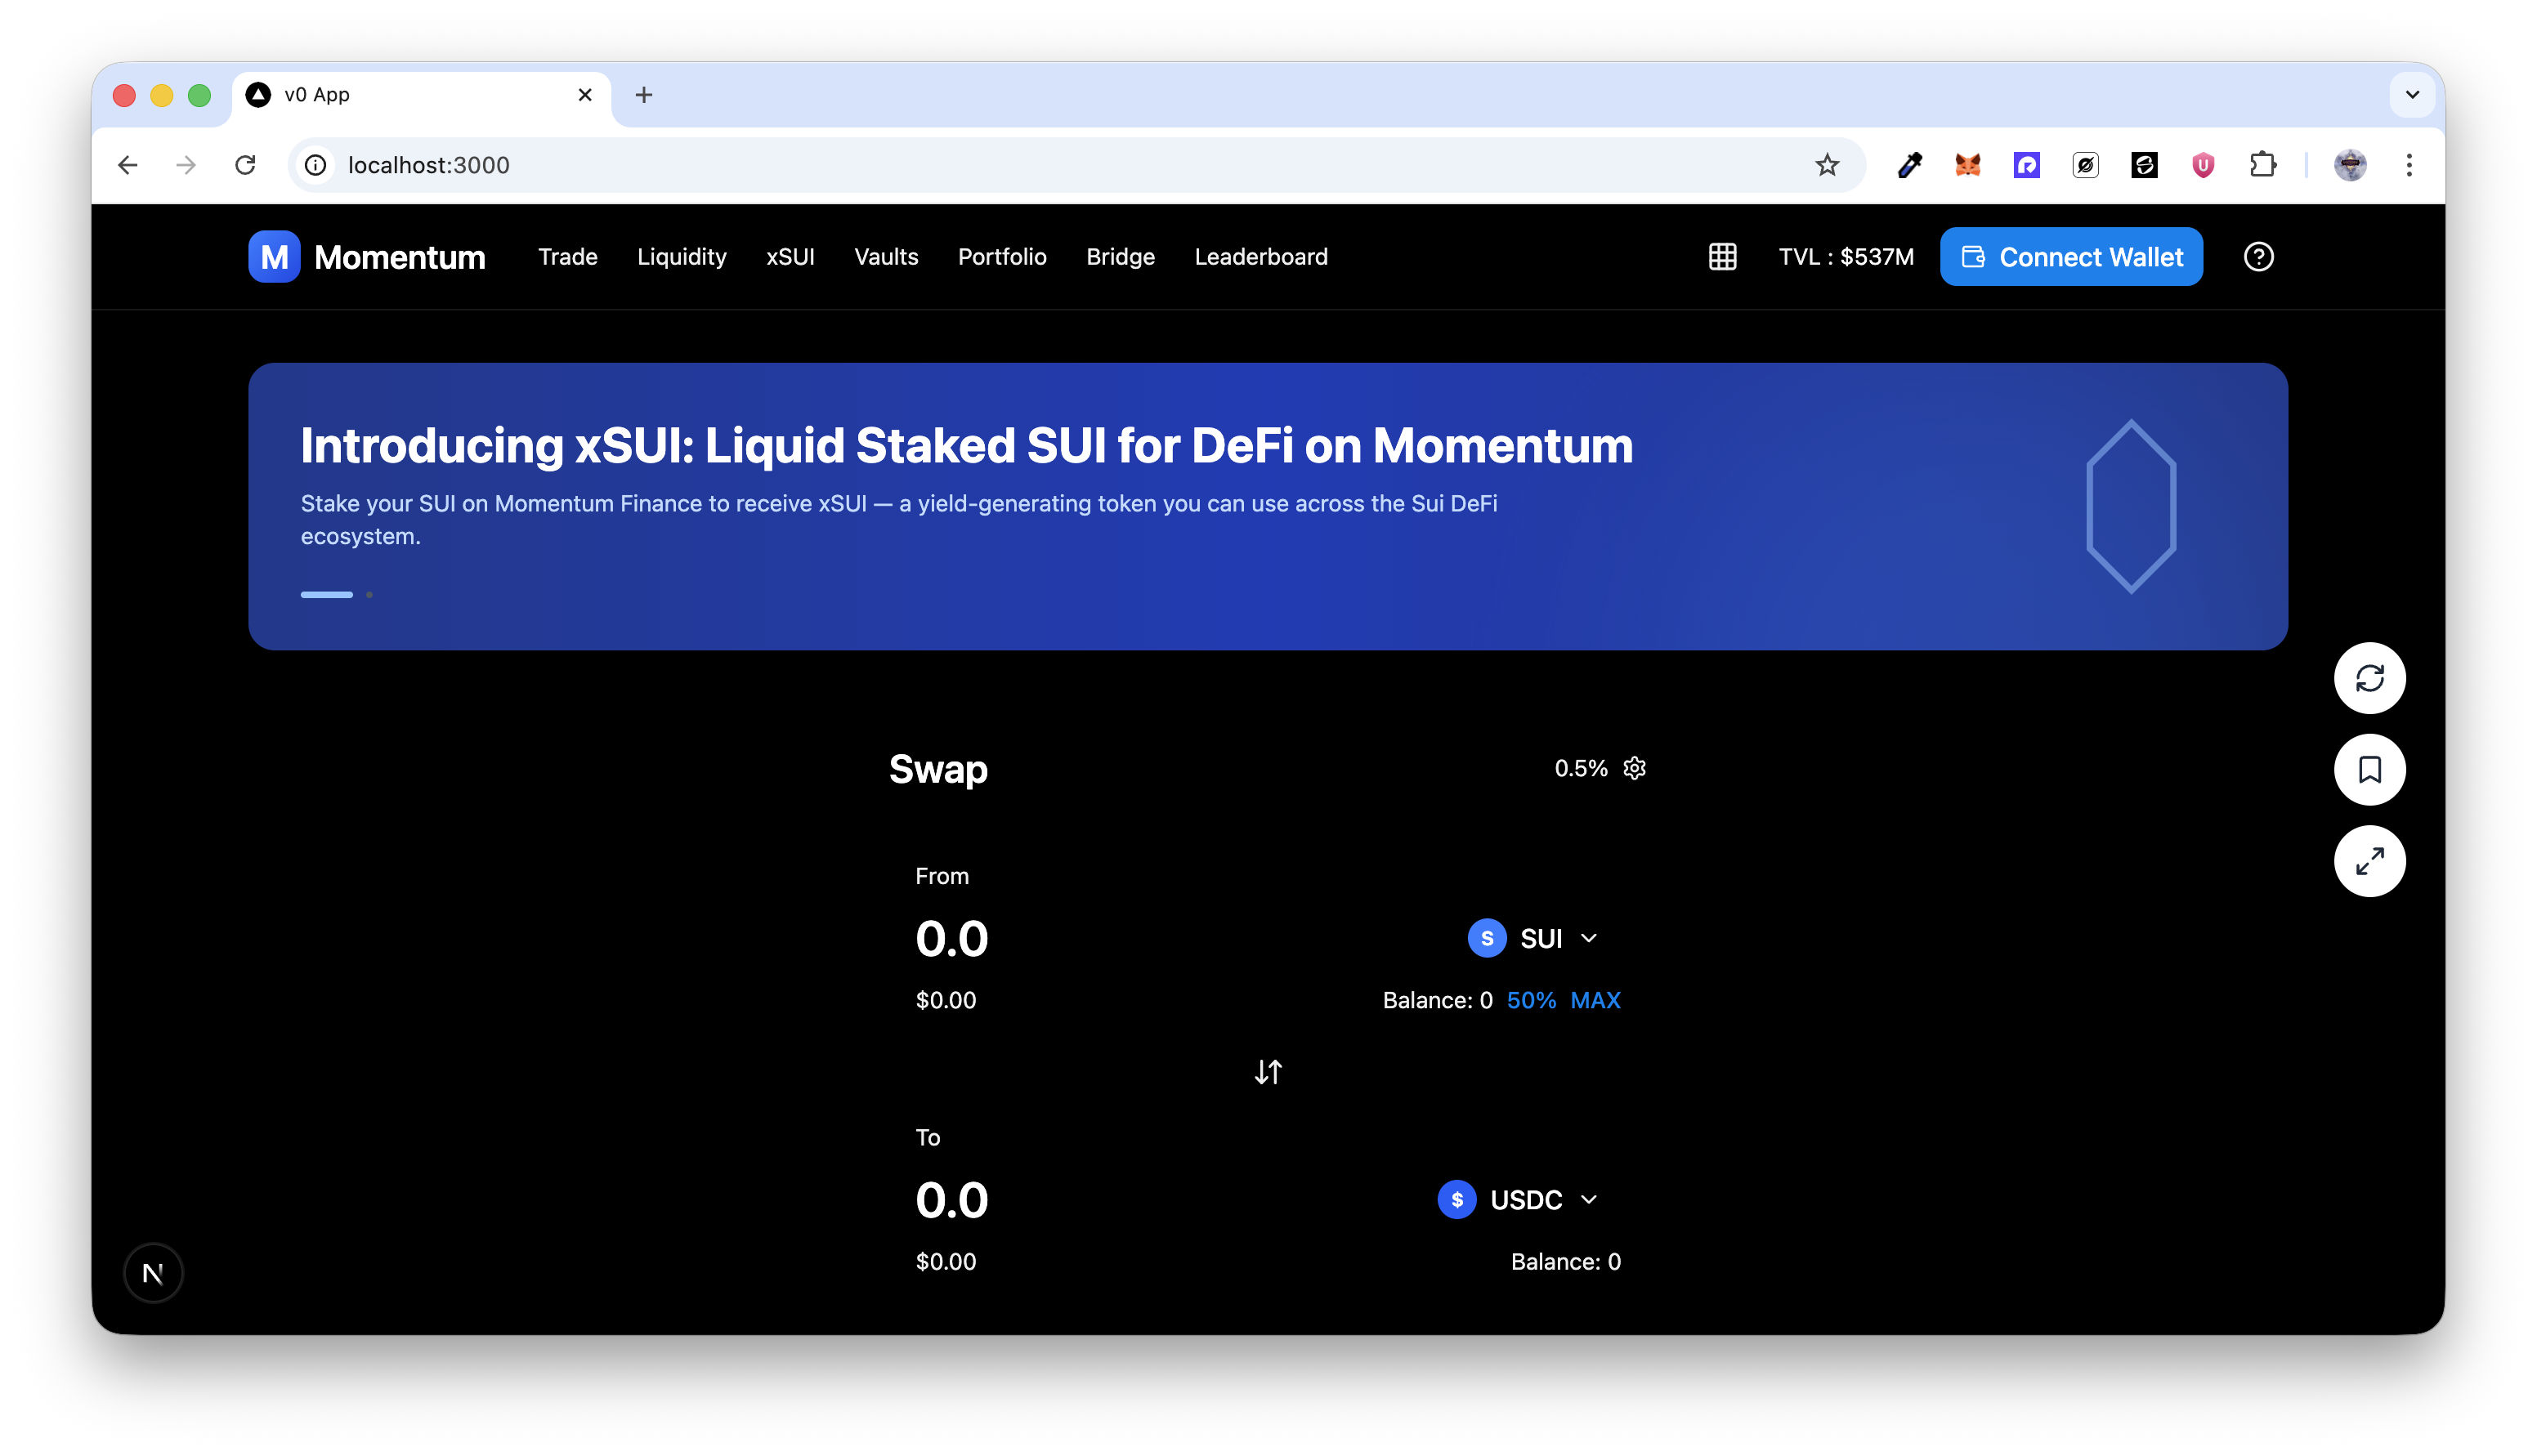 v0 App
localhost:3000
M Momentum Trade Liquidity xSUI Vaults Portfolio Bridge Leaderboard TVL : $537M Connect Wallet
Introducing xSUI: Liquid Staked SUI for DeFi on Momentum
Stake your SUI on Momentum Finance to receive xSUI — a yield-generating token you can use across the Sui DeFi
ecosystem.
Swap 0.5%
From
0.0 S SUI
$0.00 Balance: 0 50% MAX
To
0.0 $ USDC
$0.00 Balance: 0
N